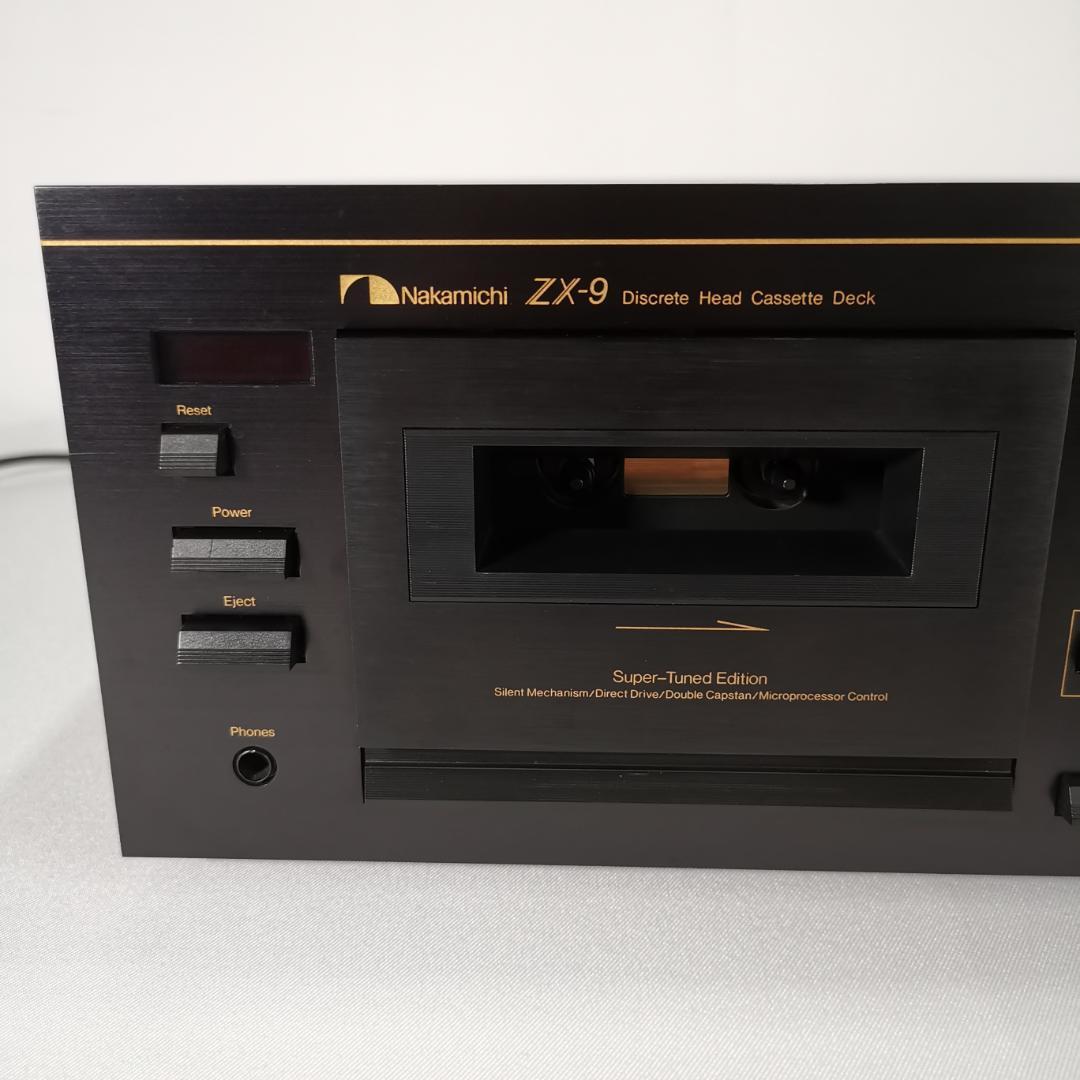 Nakamichi ZX-9 Discrete Head Cassette Deck
Reset
Power
Eject
Super-Tuned Edition
Silent Mechanism/Direct Drive/Double Capstan/Microprocessor Control
Phones